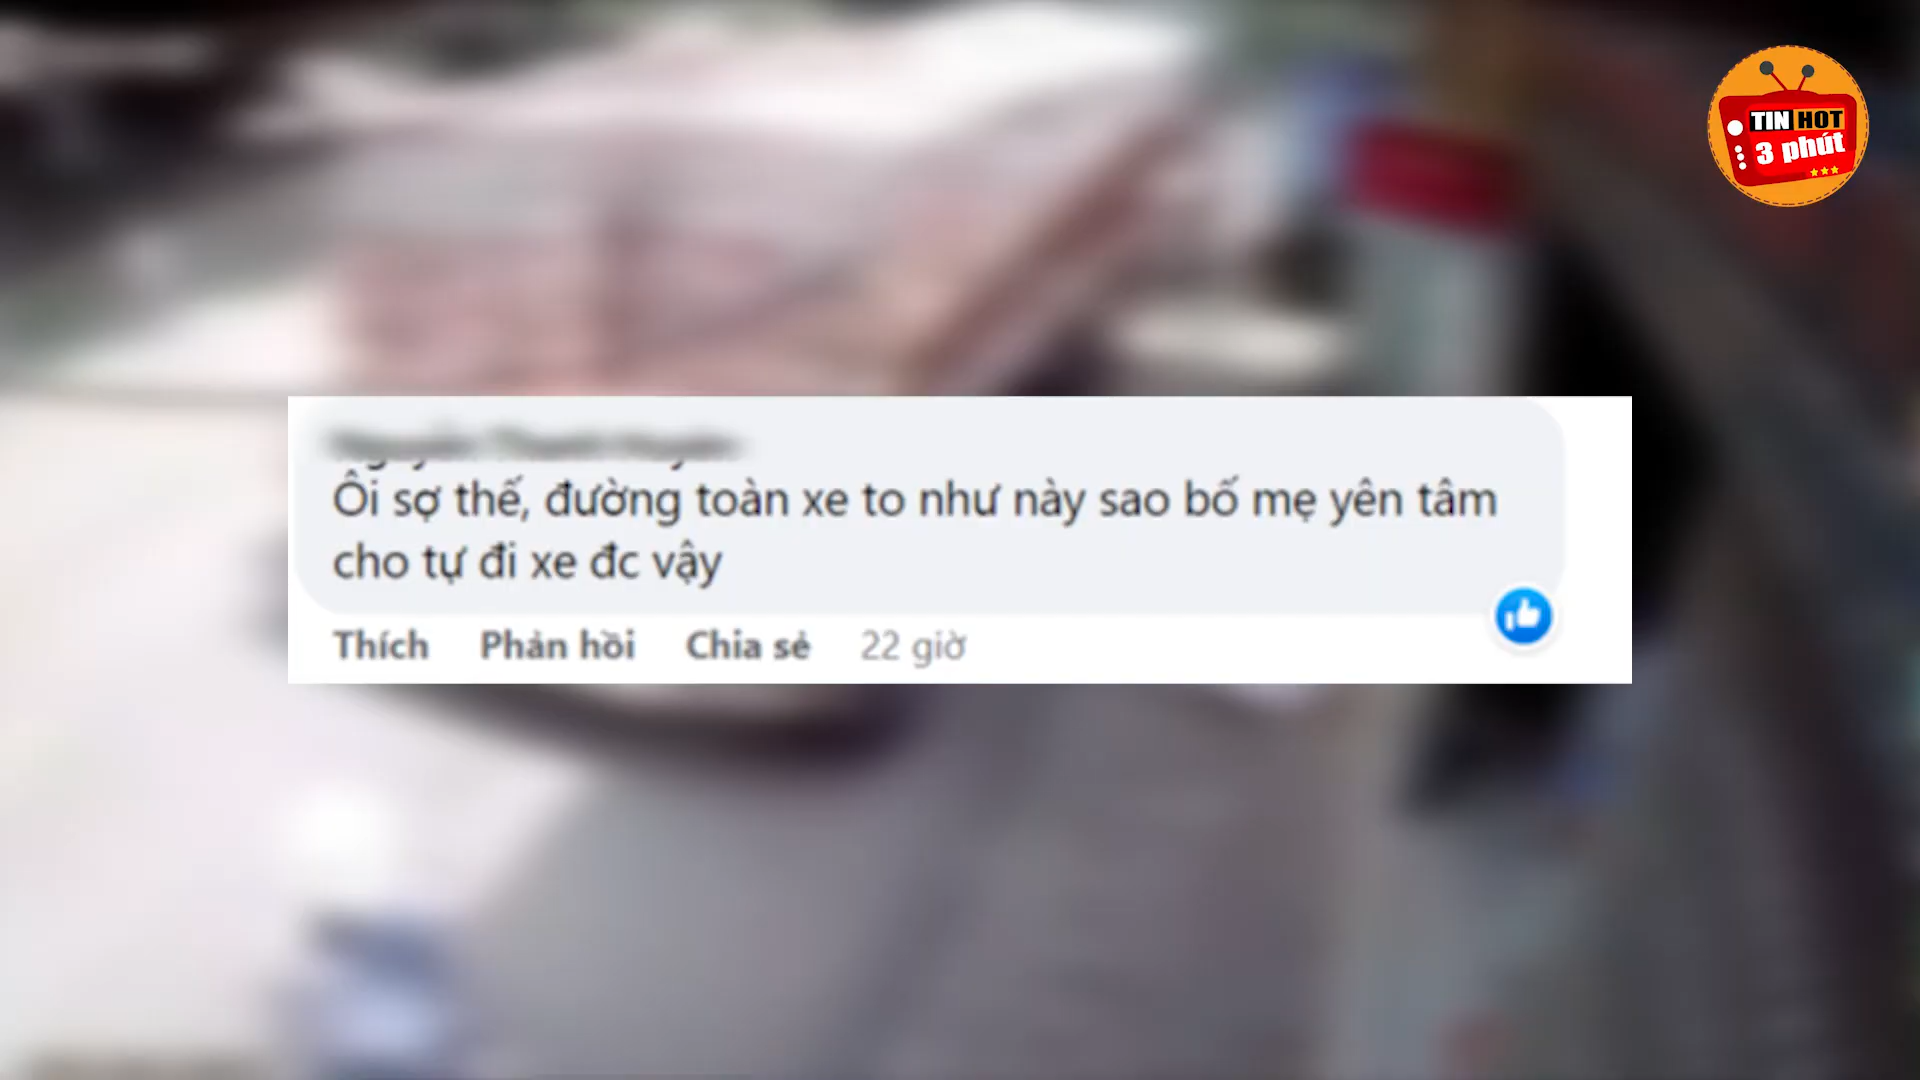 TIN HOT
3 phút
Ôi sợ thế, đường toàn xe to như này sao bố mẹ yên tâm
cho tự đi xe đc vậy
Thích Phản hồi Chia sẻ 22 giờ